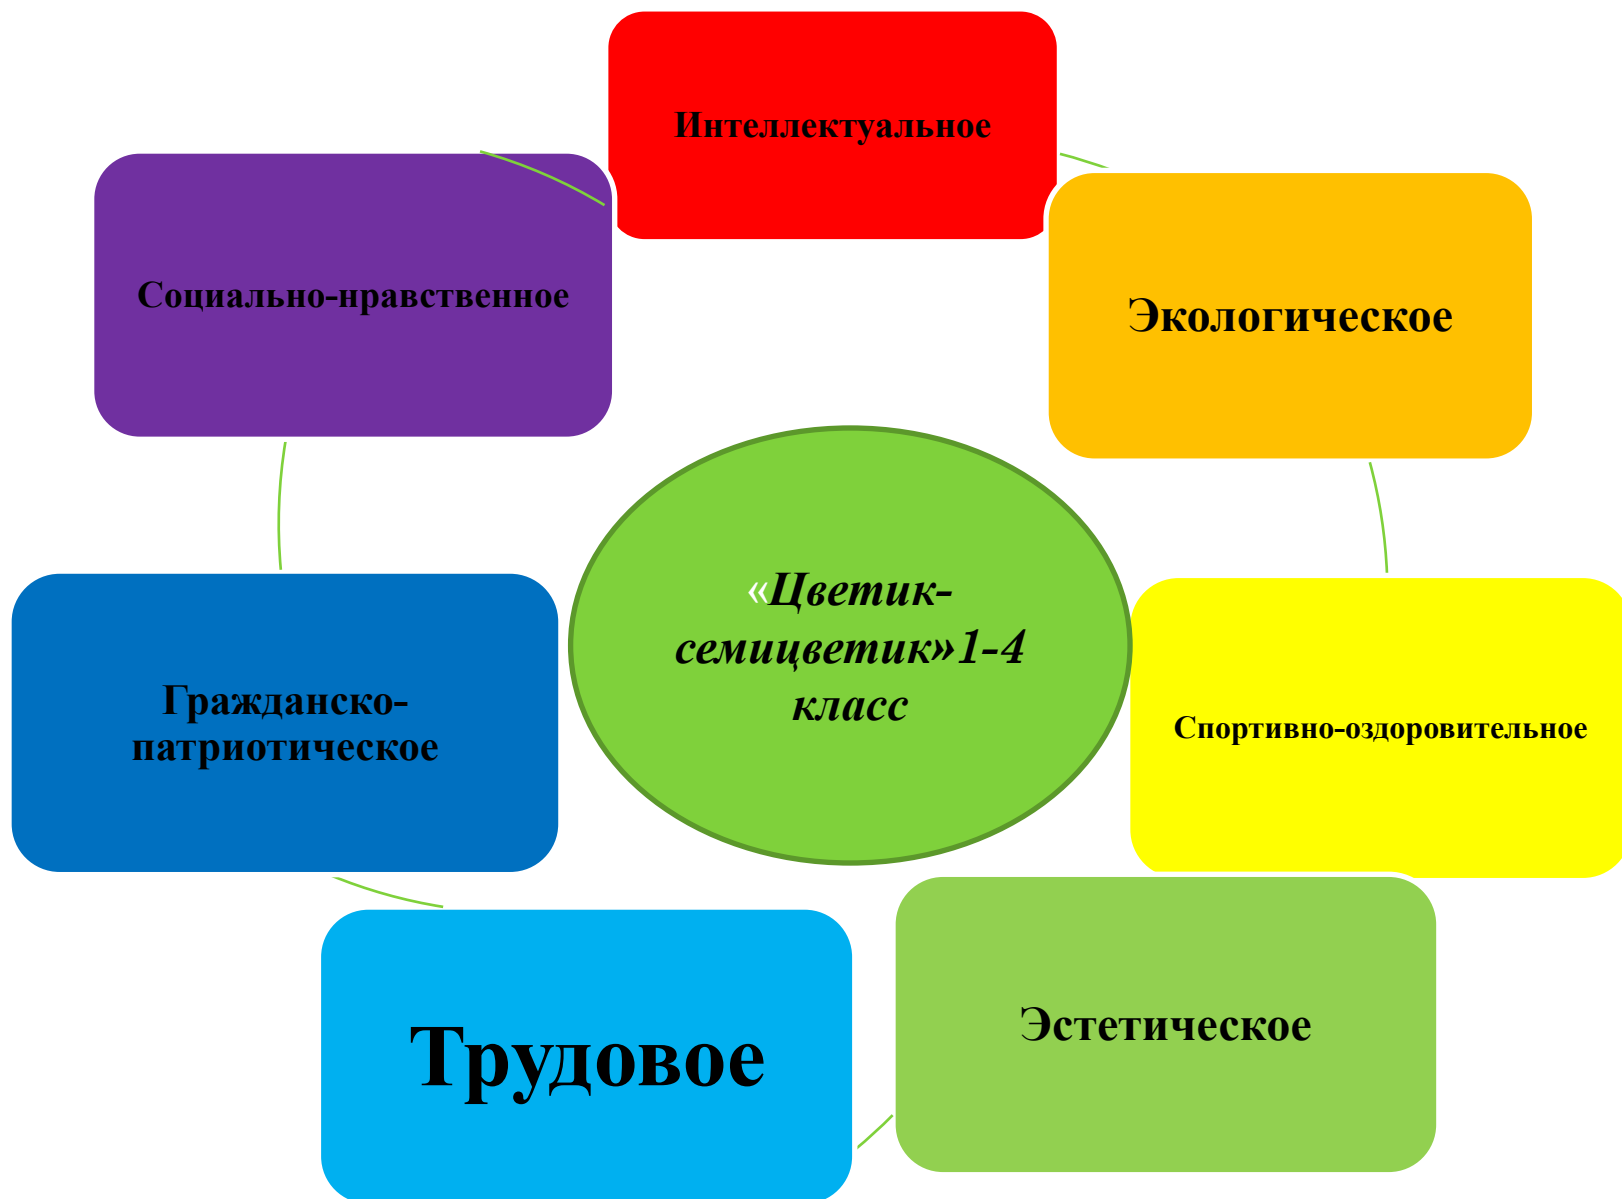 Интеллектуальное
Социально-нравственное
Экологическое
«Цветик-
семицветик»1-4
класс
Гражданско-
патриотическое
Спортивно-оздоровительное
Трудовое
Эстетическое